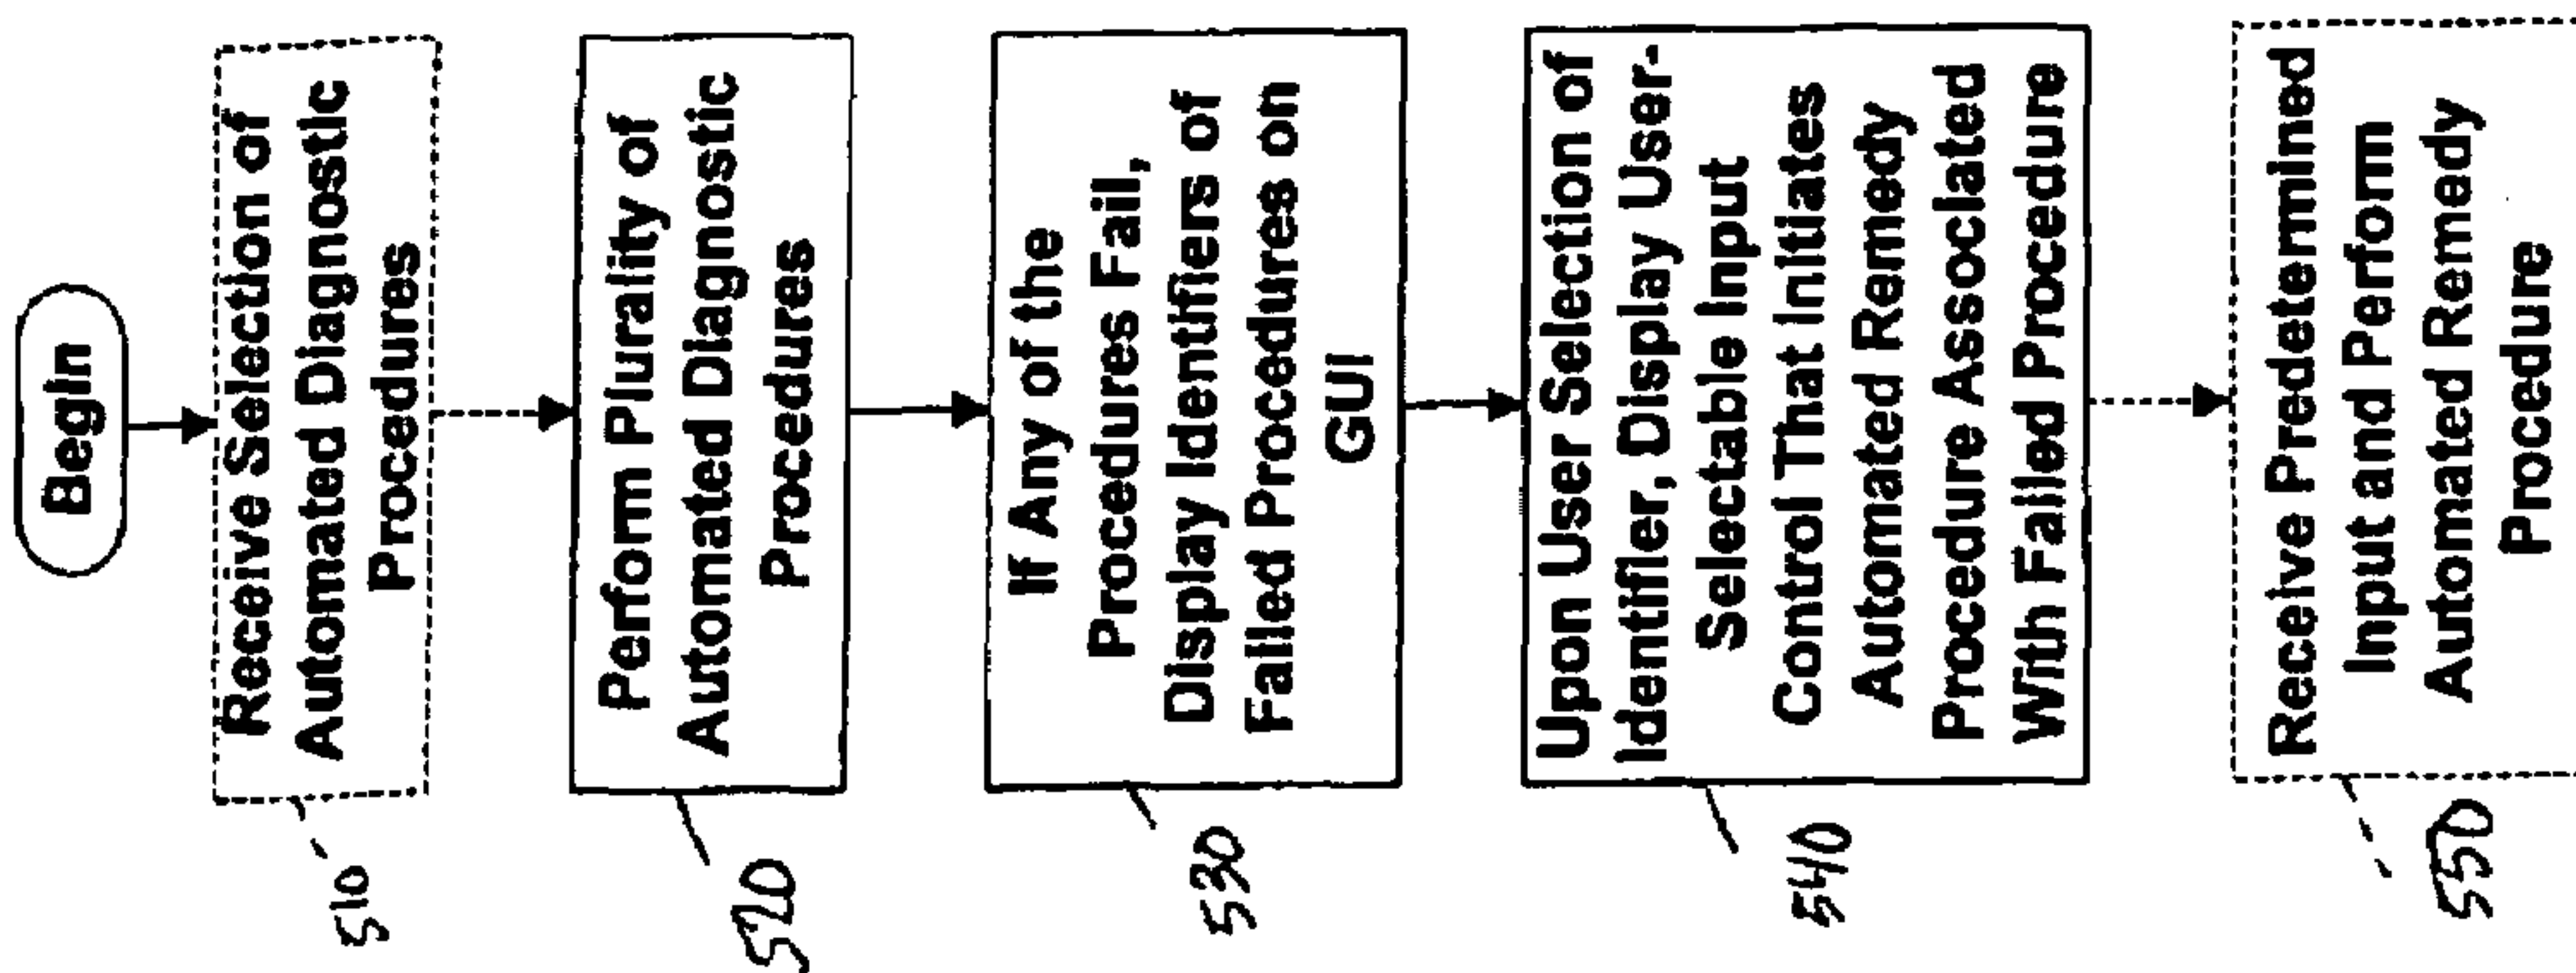 Begin
Receive Selection of
Automated Diagnostic
Procedures
510
Perform Plurality of
Automated Diagnostic
Procedures
520
If Any of the
Procedures Fail,
Display Identifiers of
Failed Procedures on
GUI
530
Upon User Selection of
Identifier, Display User-
Selectable Input
Control That Initiates
Automated Remedy
Procedure Associated
With Failed Procedure
540
Receive Predetermined
Input and Perform
Automated Remedy
Procedure
550